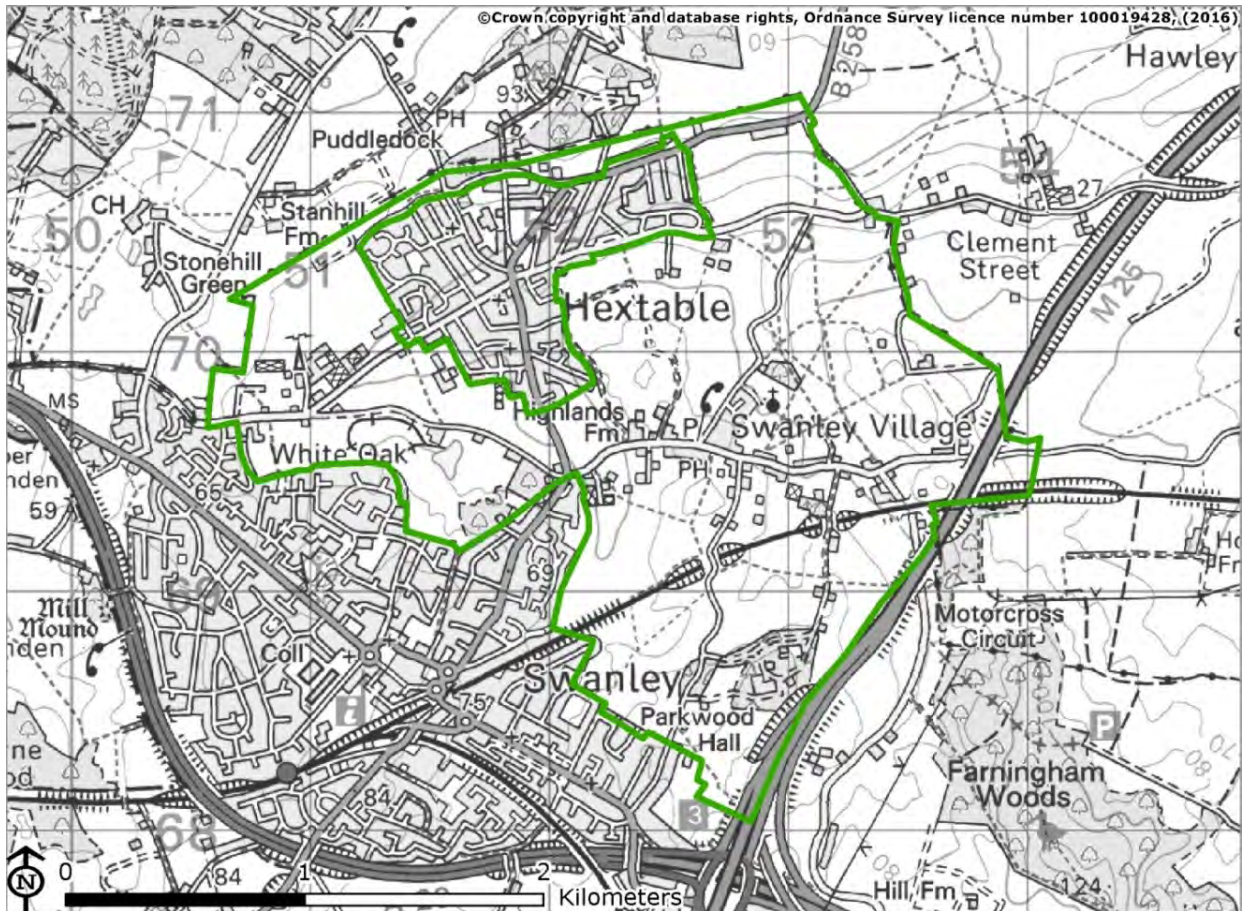 ©Crown copyright and database rights, Ordnance Survey licence number 100019428, (2016)
09
B 258
Hawley
93
71
PH
Puddledock
54
27
CH
Stanhill
Fm
50
52
53
Clement
Street
Stonehill
Green
51
M 25
Hextable
3
70
MS
Highlands
Fm
P
Swanley Village
White Oak
PH
65
59
69
69
Mill
Mound
Motorcross
Circuit
Coll
Swanley
i
75
Parkwood
Hall
P
Farningham
Woods
84
3
68
N
0
1
2
Kilometers
84
Hill Fm
124